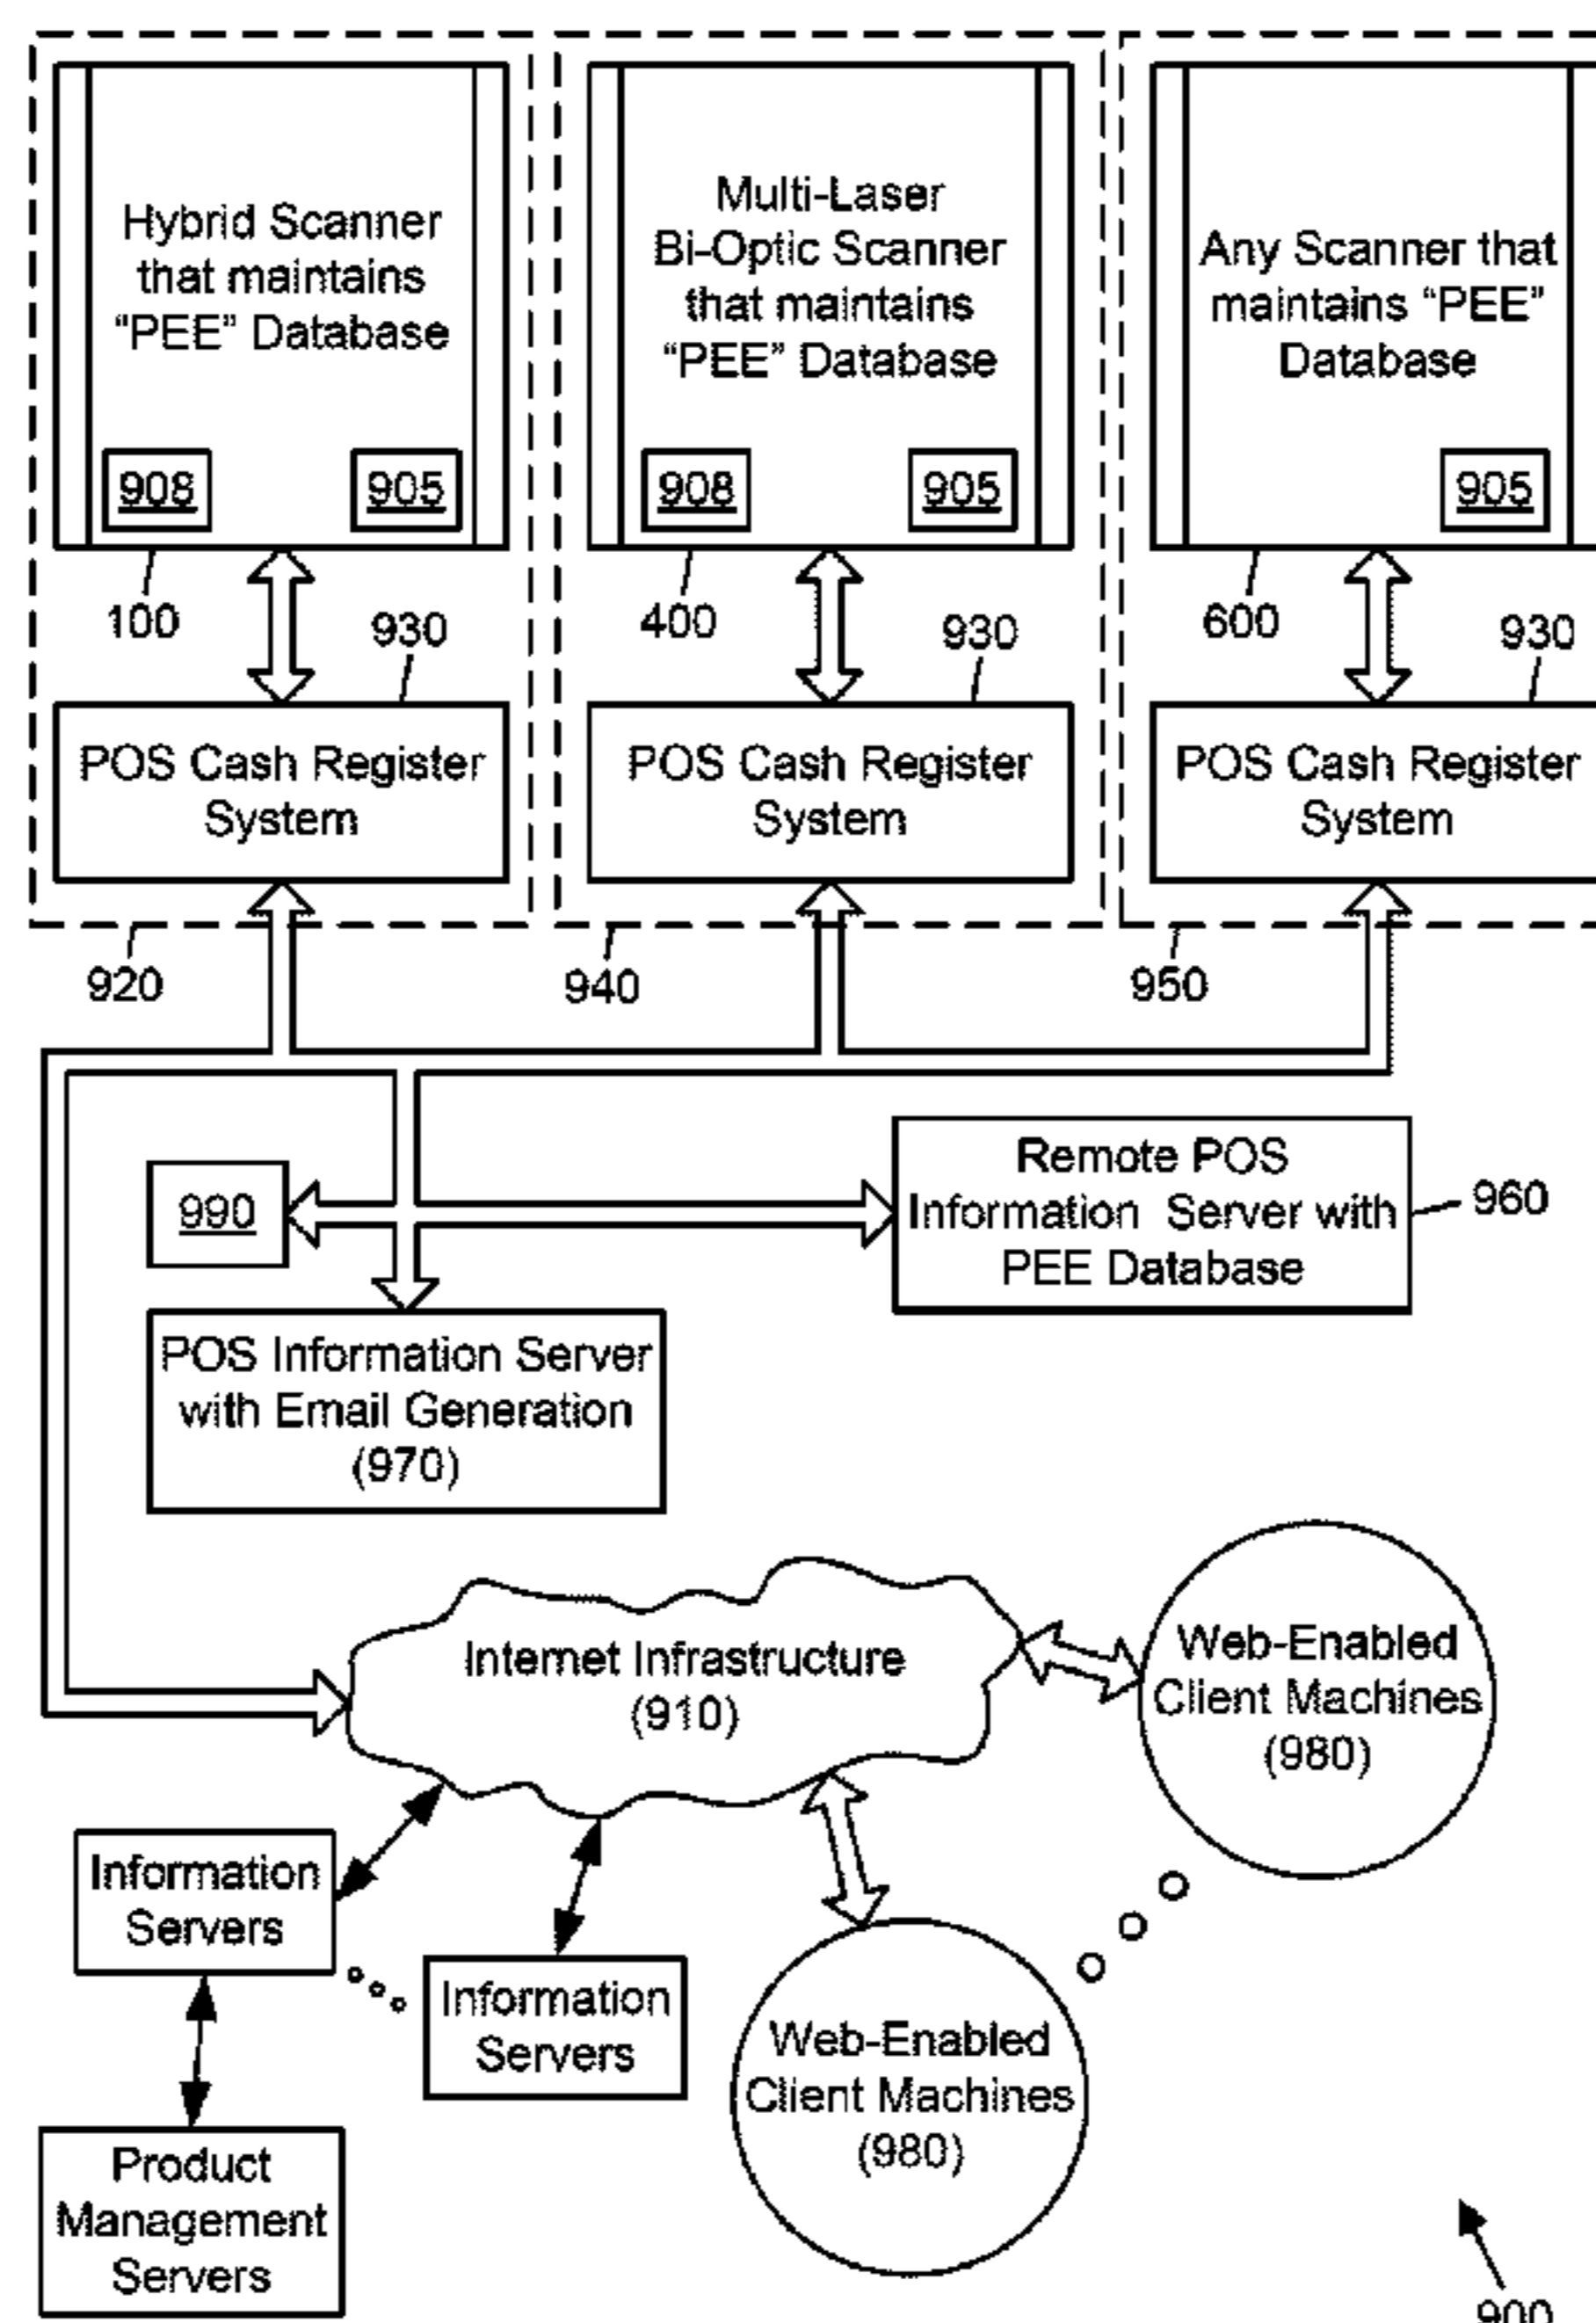 Hybrid Scanner
that maintains
“PEE” Database
908
905
100
930
POS Cash Register
System
920
Multi-Laser
Bi-Optic Scanner
that maintains
“PEE” Database
908
905
400
930
POS Cash Register
System
940
Any Scanner that
maintains “PEE”
Database
905
600
930
POS Cash Register
System
950
990
Remote POS
Information Server with
PEE Database
960
POS Information Server
with Email Generation
(970)
Internet Infrastructure
(910)
Web-Enabled
Client Machines
(980)
Information
Servers
Information
Servers
Web-Enabled
Client Machines
(980)
Product
Management
Servers
900